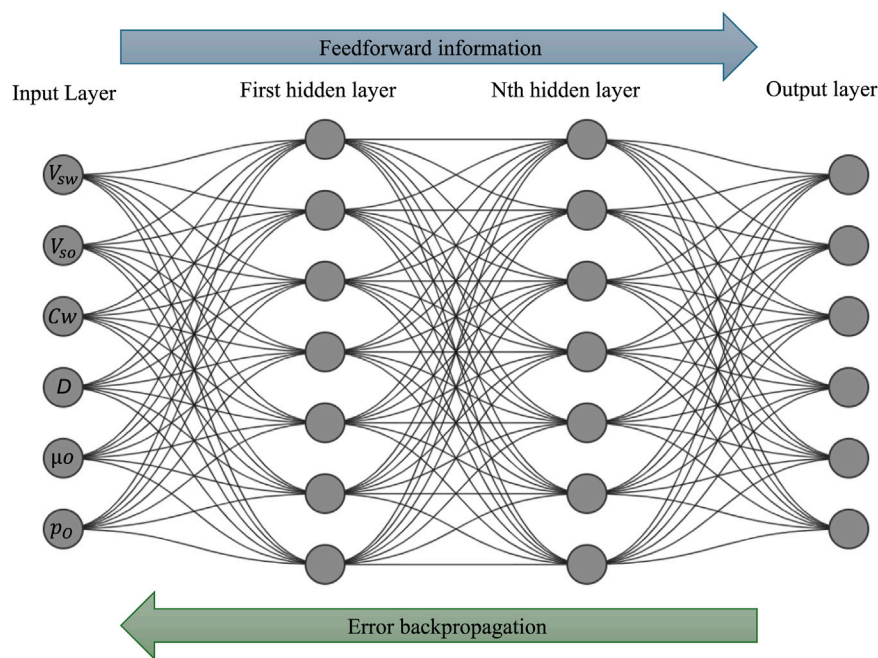 Feedforward information
Input Layer
First hidden layer
Nth hidden layer
Output layer
V_sw
V_so
Cw
D
μo
p_O
Error backpropagation